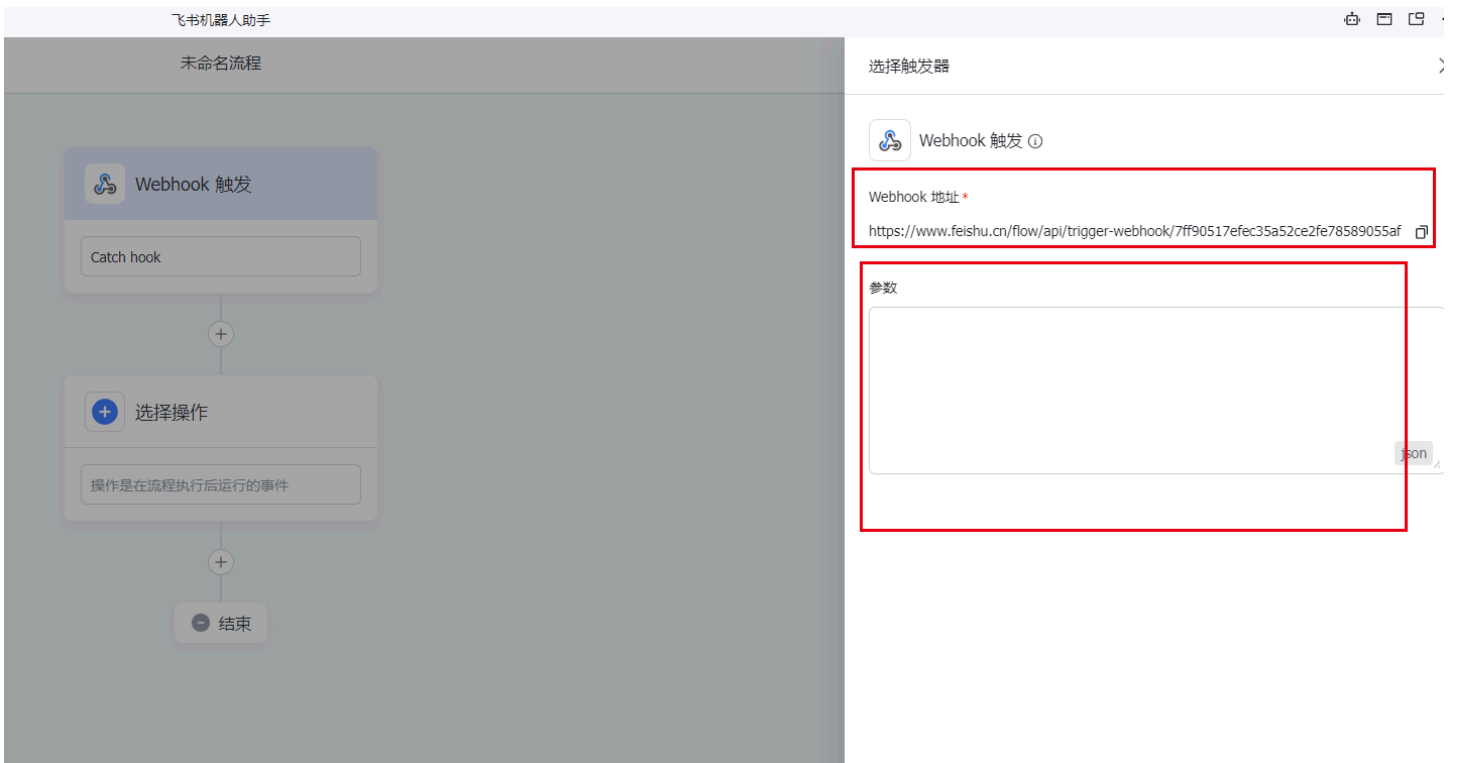 飞书机器人助手
未命名流程
选择触发器
Webhook 触发
Webhook 地址 *
https://www.feishu.cn/flow/api/trigger-webhook/7ff90517efec35a52ce2fe78589055af
参数
json
Webhook 触发
Catch hook
选择操作
操作是在流程执行后运行的事件
结束